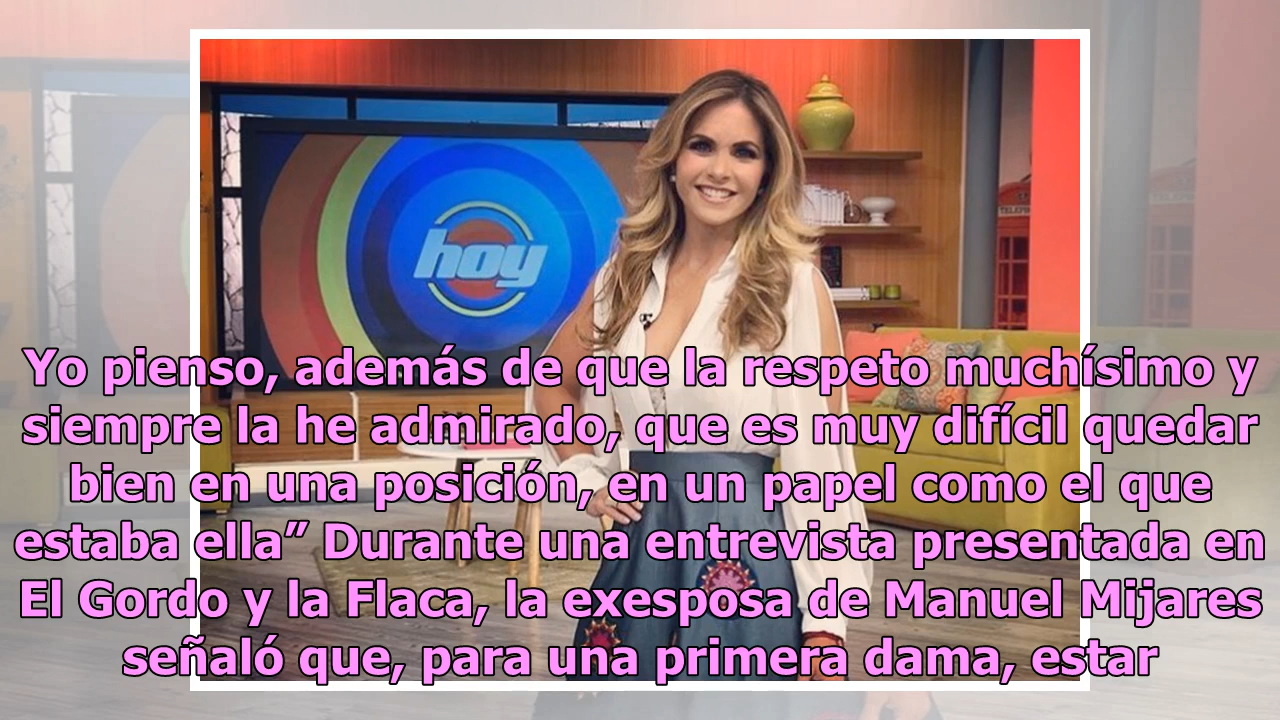 hoy
TELEPHONE
Yo pienso, además de que la respeto muchísimo y
siempre la he admirado, que es muy difícil quedar
bien en una posición, en un papel como el que
estaba ella” Durante una entrevista presentada en
El Gordo y la Flaca, la exesposa de Manuel Mijares
señaló que, para una primera dama, estar